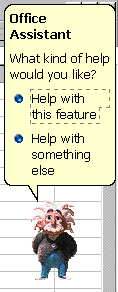 Office
Assistant
What kind of help
would you like?
Help with
this feature
Help with
something
else